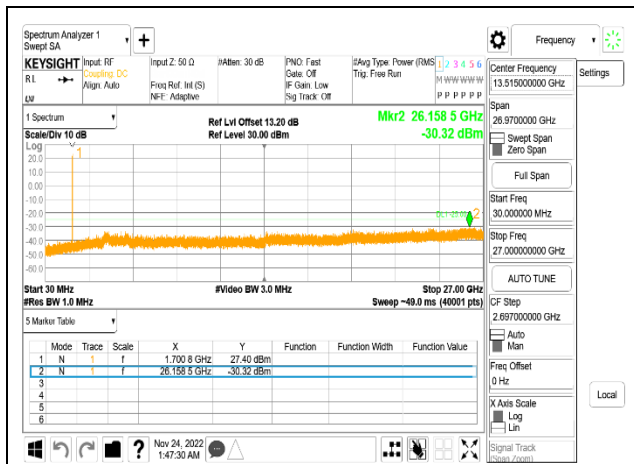 Spectrum Analyzer 1
Swept SA
Frequency
KEYSIGHT
Input: RF
Coupling: DC
Align: Auto
Input Z: 50 Ω
Freq Ref: Int (S)
NFE: Adaptive
#Atten: 30 dB
PNO: Fast
Gate: Off
IF Gain: Low
Sig Track: Off
#Avg Type: Power (RMS
Trig: Free Run
1 2 3 4 5 6
M W W W W W
P P P P P P
R L
1 Spectrum
Scale/Div 10 dB
Ref Lvl Offset 13.20 dB
Ref Level 30.00 dBm
Mkr2 26.158 5 GHz
-30.32 dBm
Log
20.0
10.0
0.00
-10.0
-20.0
-30.0
-40.0
-50.0
-60.0
1
2
Start 30 MHz
#Res BW 1.0 MHz
#Video BW 3.0 MHz
Stop 27.00 GHz
Sweep ~49.0 ms (40001 pts)
5 Marker Table
Mode Trace Scale X Y Function Function Width Function Value
1 N 1 f 1.700 8 GHz 27.40 dBm
2 N 1 f 26.158 5 GHz -30.32 dBm
3
4
5
6
Nov 24, 2022
1:47:30 AM
Center Frequency
13.515000000 GHz
Span
26.9700000 GHz
Swept Span
Zero Span
Full Span
Start Freq
30.000000 MHz
Stop Freq
27.000000000 GHz
AUTO TUNE
CF Step
2.697000000 GHz
Auto
Man
Freq Offset
0 Hz
X Axis Scale
Log
Lin
Signal Track
(Span Zoom)
Settings
Local